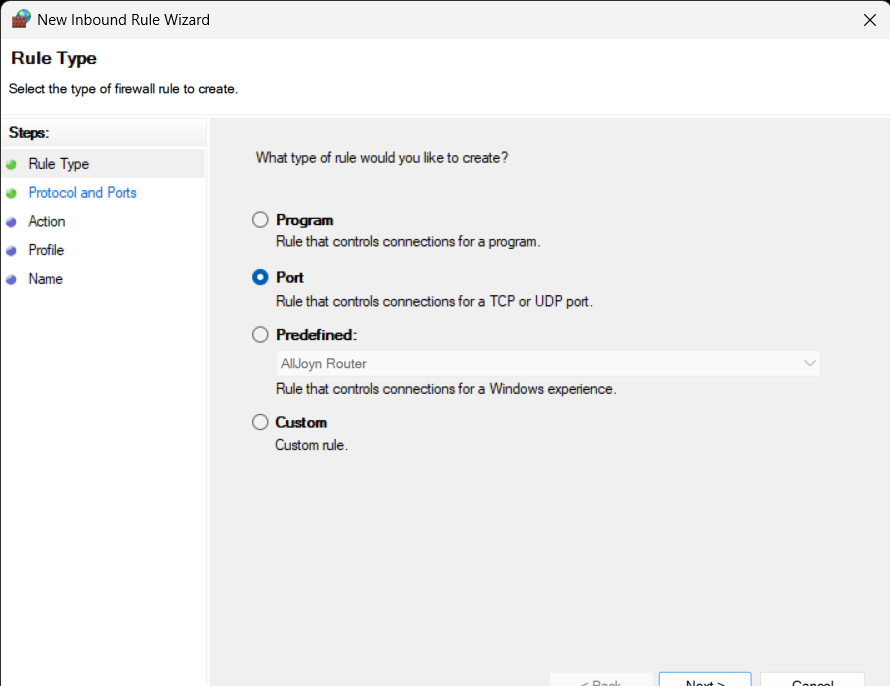 New Inbound Rule Wizard
Rule Type
Select the type of firewall rule to create.
Steps:
Rule Type
Protocol and Ports
Action
Profile
Name
What type of rule would you like to create?
Program
Rule that controls connections for a program.
Port
Rule that controls connections for a TCP or UDP port.
Predefined:
AllJoyn Router
Rule that controls connections for a Windows experience.
Custom
Custom rule.
< Back
Next >
Cancel